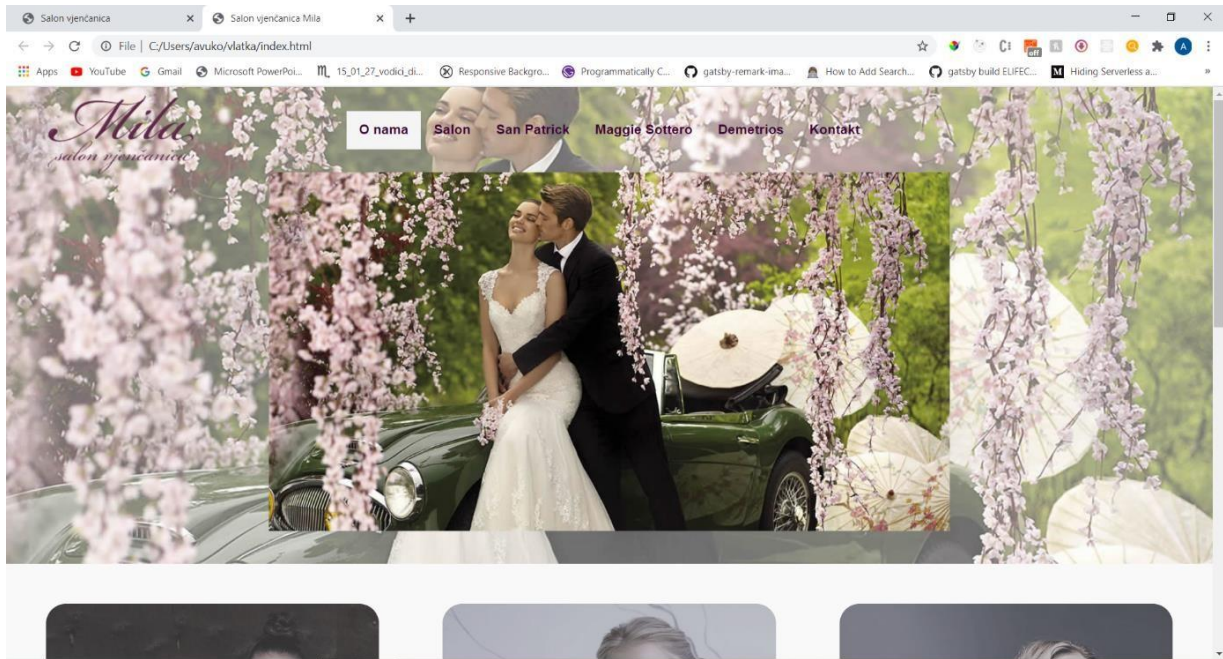 Salon vjenčanica
Salon vjenčanica Mila
File | C:/Users/avuko/vlatka/index.html
off
A
Apps YouTube Gmail Microsoft PowerPoi... 15_01_27_vodici_di... Responsive Backgro... Programmatically C... gatsby-remark-ima... How to Add Search... gatsby build ELIFEC... Hiding Serverless a... »
Mila
salon vjenčanica
O nama Salon San Patrick Maggie Sottero Demetrios Kontakt